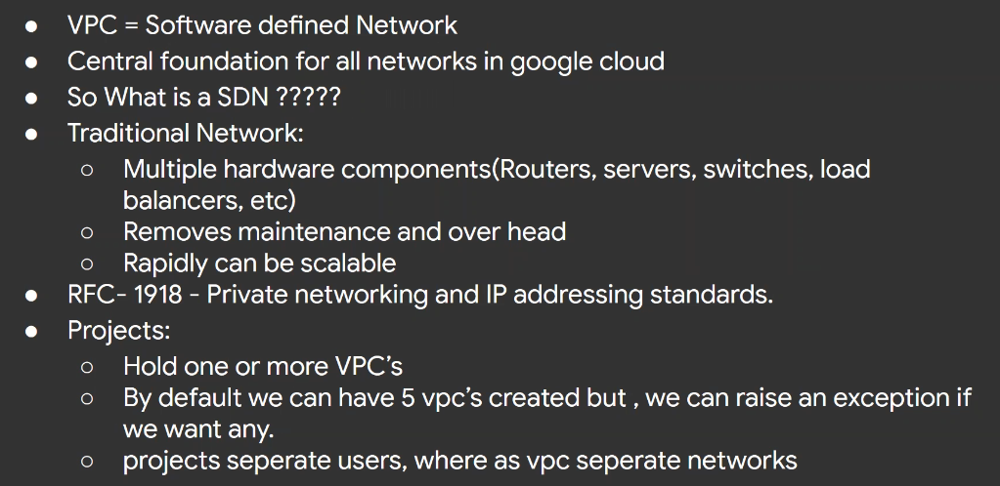 ● VPC = Software defined Network
● Central foundation for all networks in google cloud
● So What is a SDN ?????
● Traditional Network:
○ Multiple hardware components(Routers, servers, switches, load
balancers, etc)
○ Removes maintenance and over head
○ Rapidly can be scalable
● RFC- 1918 - Private networking and IP addressing standards.
● Projects:
○ Hold one or more VPC's
○ By default we can have 5 vpc's created but , we can raise an exception if
we want any.
○ projects seperate users, where as vpc seperate networks